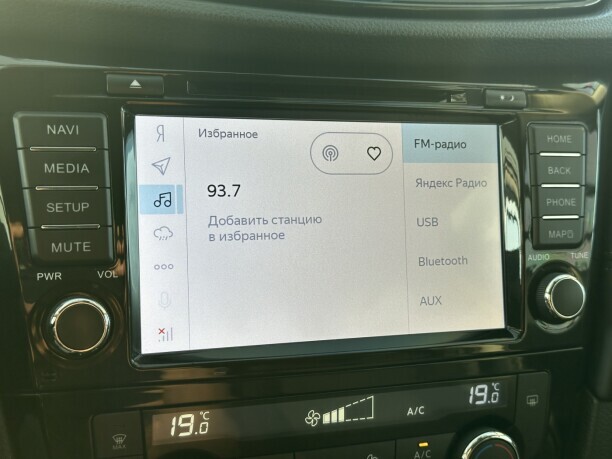 NAVI
MEDIA
SETUP
MUTE
PWR VOL
Я
Избранное
93.7
Добавить станцию
в избранное
FM-радио
Яндекс Радио
USB
Bluetooth
AUX
HOME
BACK
PHONE
AUDIO TUNE
19.0 °C
A/C
19.0 °C
MAX
A/C